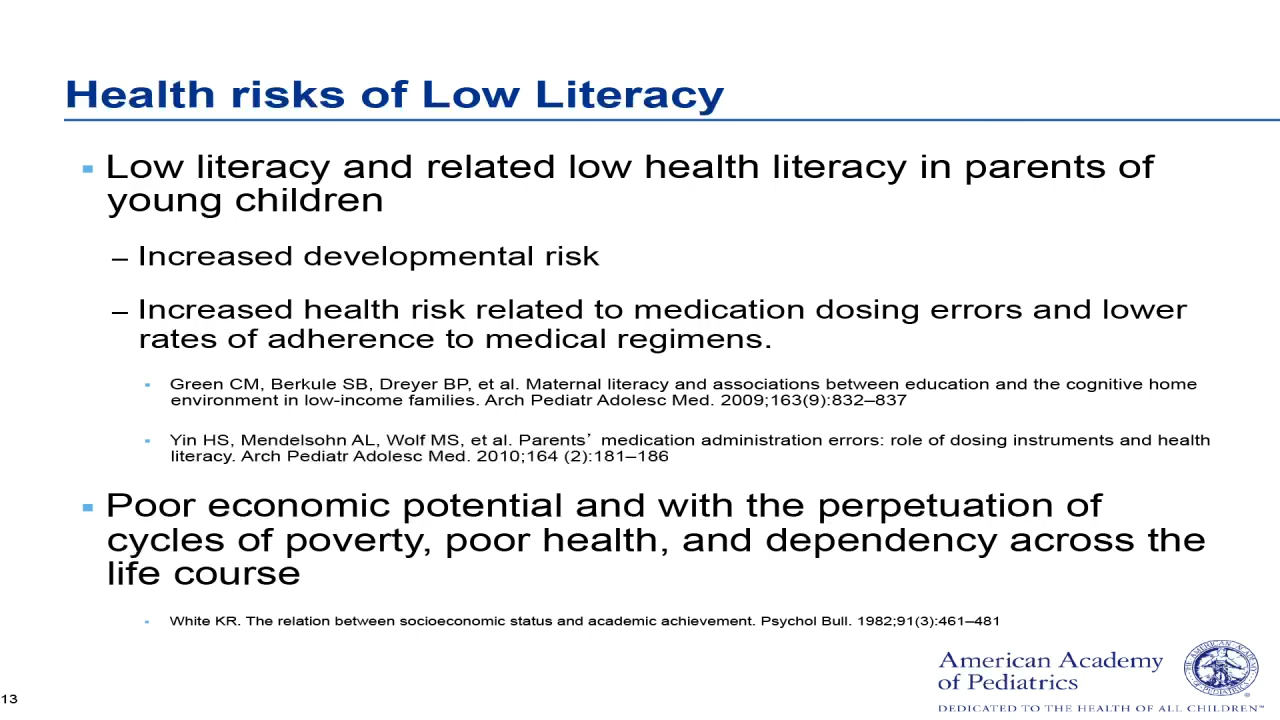 Health risks of Low Literacy
▪ Low literacy and related low health literacy in parents of
young children
– Increased developmental risk
– Increased health risk related to medication dosing errors and lower
rates of adherence to medical regimens.
▪ Green CM, Berkule SB, Dreyer BP, et al. Maternal literacy and associations between education and the cognitive home
environment in low-income families. Arch Pediatr Adolesc Med. 2009;163(9):832–837
▪ Yin HS, Mendelsohn AL, Wolf MS, et al. Parents’ medication administration errors: role of dosing instruments and health
literacy. Arch Pediatr Adolesc Med. 2010;164 (2):181–186
▪ Poor economic potential and with the perpetuation of
cycles of poverty, poor health, and dependency across the
life course
▪ White KR. The relation between socioeconomic status and academic achievement. Psychol Bull. 1982;91(3):461–481
American Academy
of Pediatrics
DEDICATED TO THE HEALTH OF ALL CHILDREN™
13